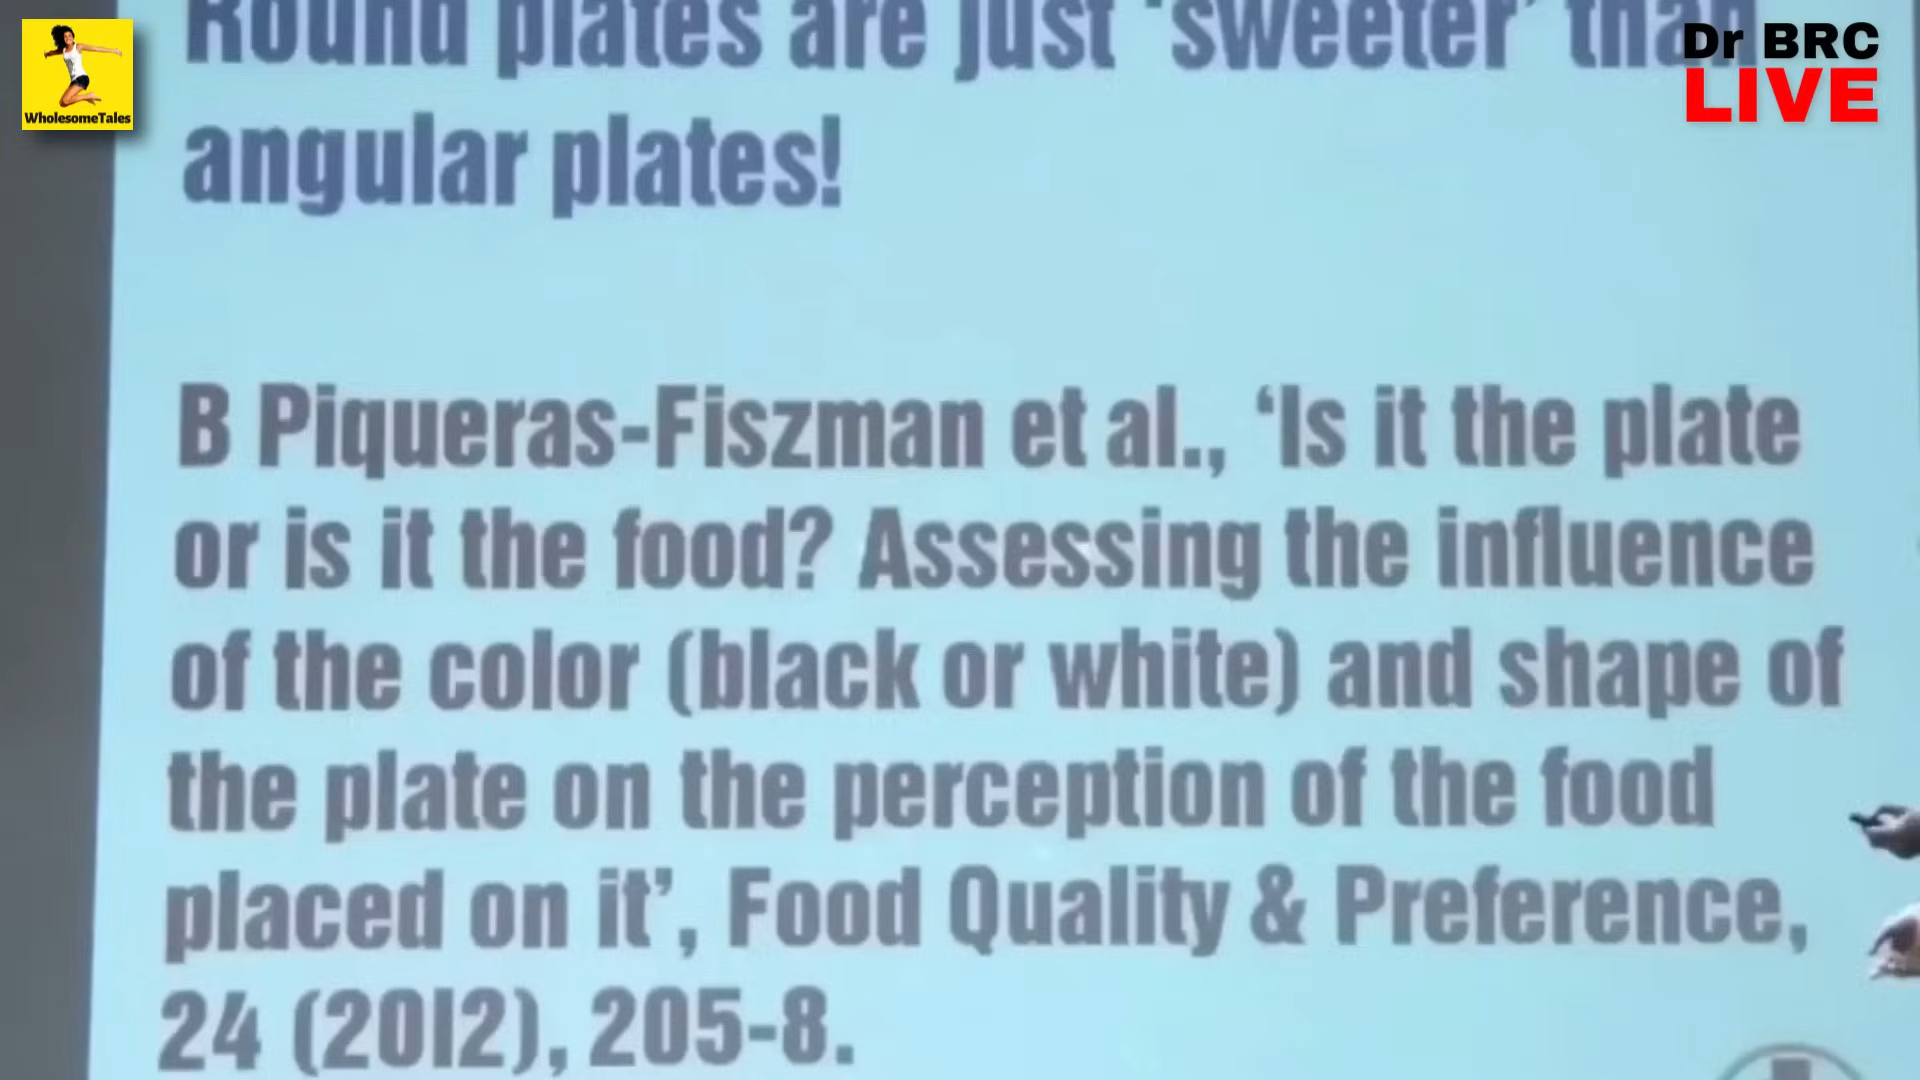 WholesomeTales
Dr BRC
LIVE
Round plates are just ‘sweeter’ than
angular plates!
B Piqueras-Fiszman et al., ‘Is it the plate
or is it the food? Assessing the influence
of the color (black or white) and shape of
the plate on the perception of the food
placed on it’, Food Quality & Preference,
24 (2012), 205-8.